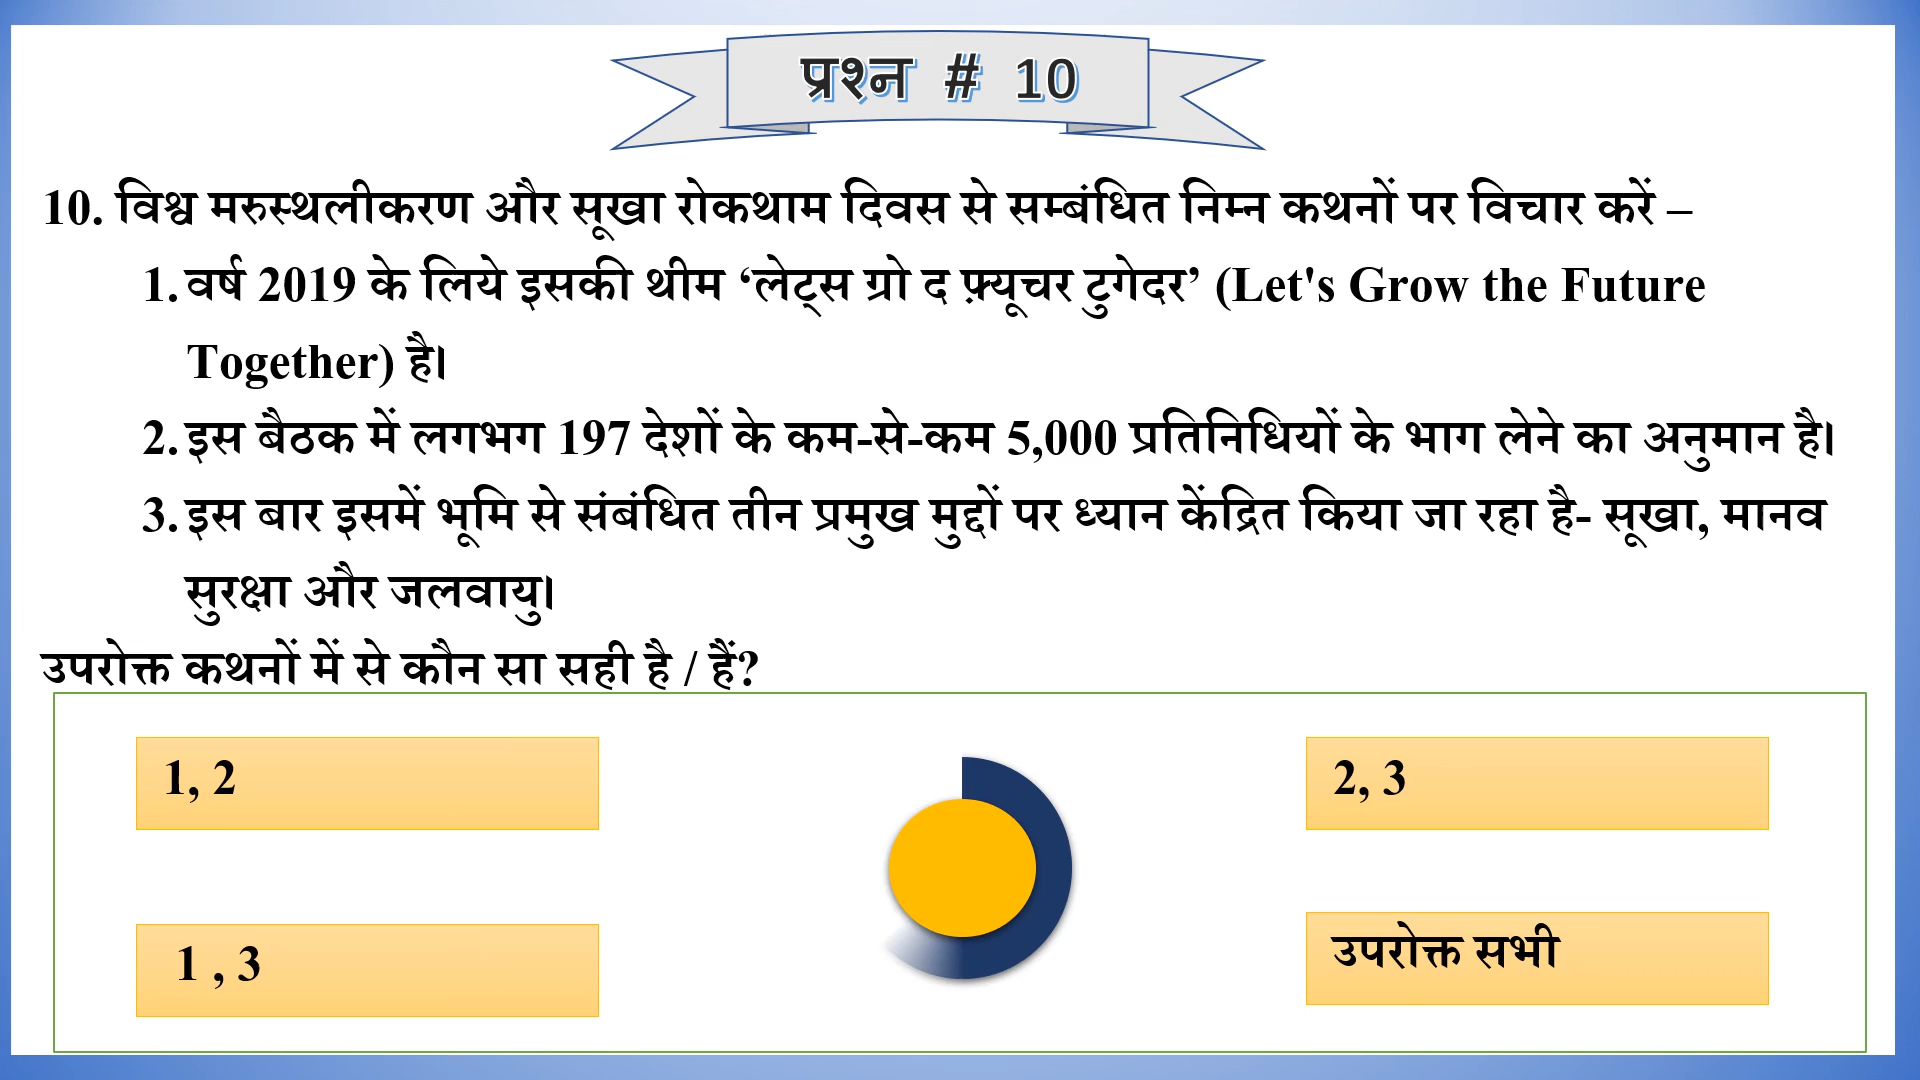 प्रश्न # 10
10. विश्व मरुस्थलीकरण और सूखा रोकथाम दिवस से सम्बंधित निम्न कथनों पर विचार करें –
1. वर्ष 2019 के लिये इसकी थीम ‘लेट्स ग्रो द फ़्यूचर टुगेदर’ (Let's Grow the Future
Together) है।
2. इस बैठक में लगभग 197 देशों के कम-से-कम 5,000 प्रतिनिधियों के भाग लेने का अनुमान है।
3. इस बार इसमें भूमि से संबंधित तीन प्रमुख मुद्दों पर ध्यान केंद्रित किया जा रहा है- सूखा, मानव
सुरक्षा और जलवायु।
उपरोक्त कथनों में से कौन सा सही है / हैं?
1, 2
2, 3
1 , 3
उपरोक्त सभी